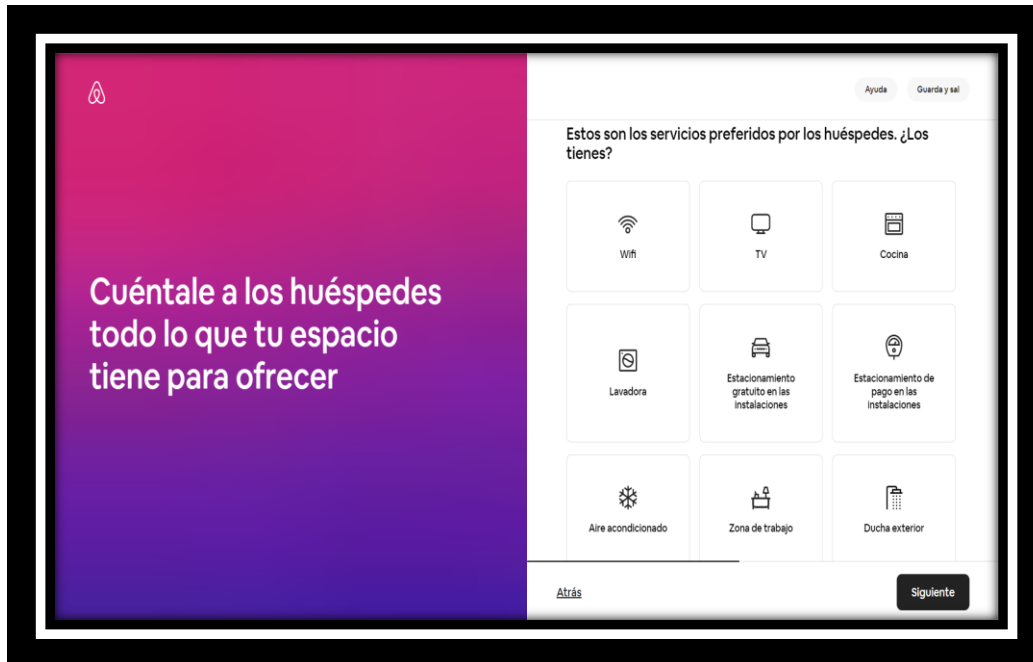 Cuéntale a los huéspedes
todo lo que tu espacio
tiene para ofrecer
Ayuda
Guarda y sal
Estos son los servicios preferidos por los huéspedes. ¿Los
tienes?
Wifi
TV
Cocina
Lavadora
Estacionamiento
gratuito en las
instalaciones
Estacionamiento de
pago en las
instalaciones
Aire acondicionado
Zona de trabajo
Ducha exterior
Atrás
Siguiente